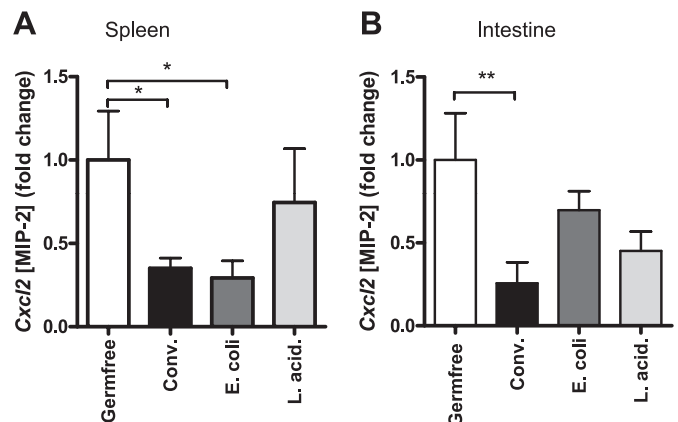 A
Spleen
Cxcl2 [MIP-2] (fold change)
1.5
1.0
0.5
0.0
*
*
Germfree
Conv.
E. coli
L. acid.
B
Intestine
Cxcl2 [MIP-2] (fold change)
1.5
1.0
0.5
0.0
**
Germfree
Conv.
E. coli
L. acid.